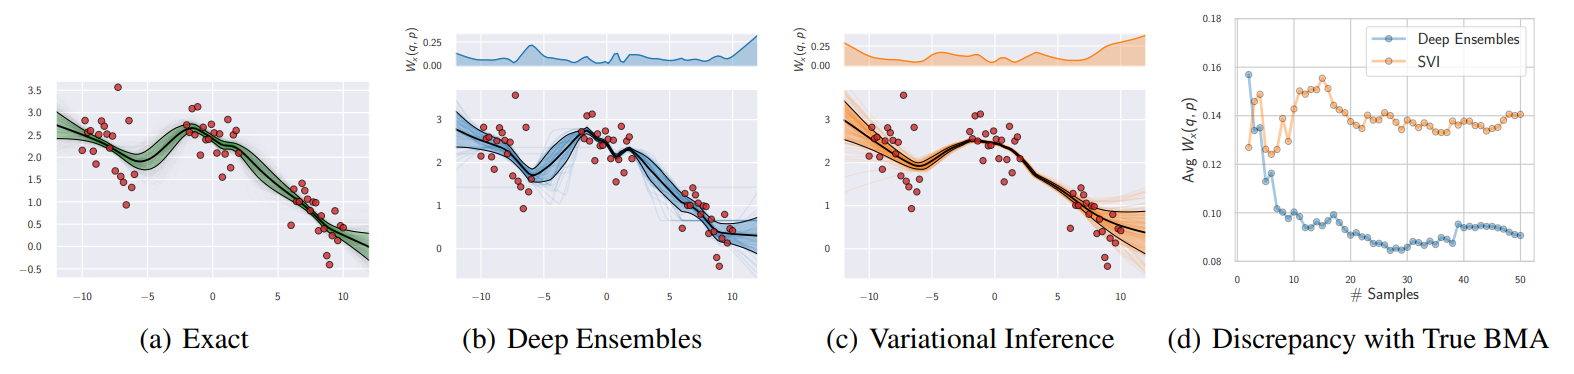 3.5
3.0
2.5
2.0
1.5
1.0
0.5
0.0
−0.5
−10 −5 0 5 10
(a) Exact
W_x(q, p)
0.25
0.00
3
2
1
0
−10 −5 0 5 10
(b) Deep Ensembles
W_x(q, p)
0.25
0.00
3
2
1
0
−10 −5 0 5 10
(c) Variational Inference
Avg W_x(q, p)
0.18
0.16
0.14
0.12
0.10
0.08
Deep Ensembles
SVI
0 10 20 30 40 50
# Samples
(d) Discrepancy with True BMA